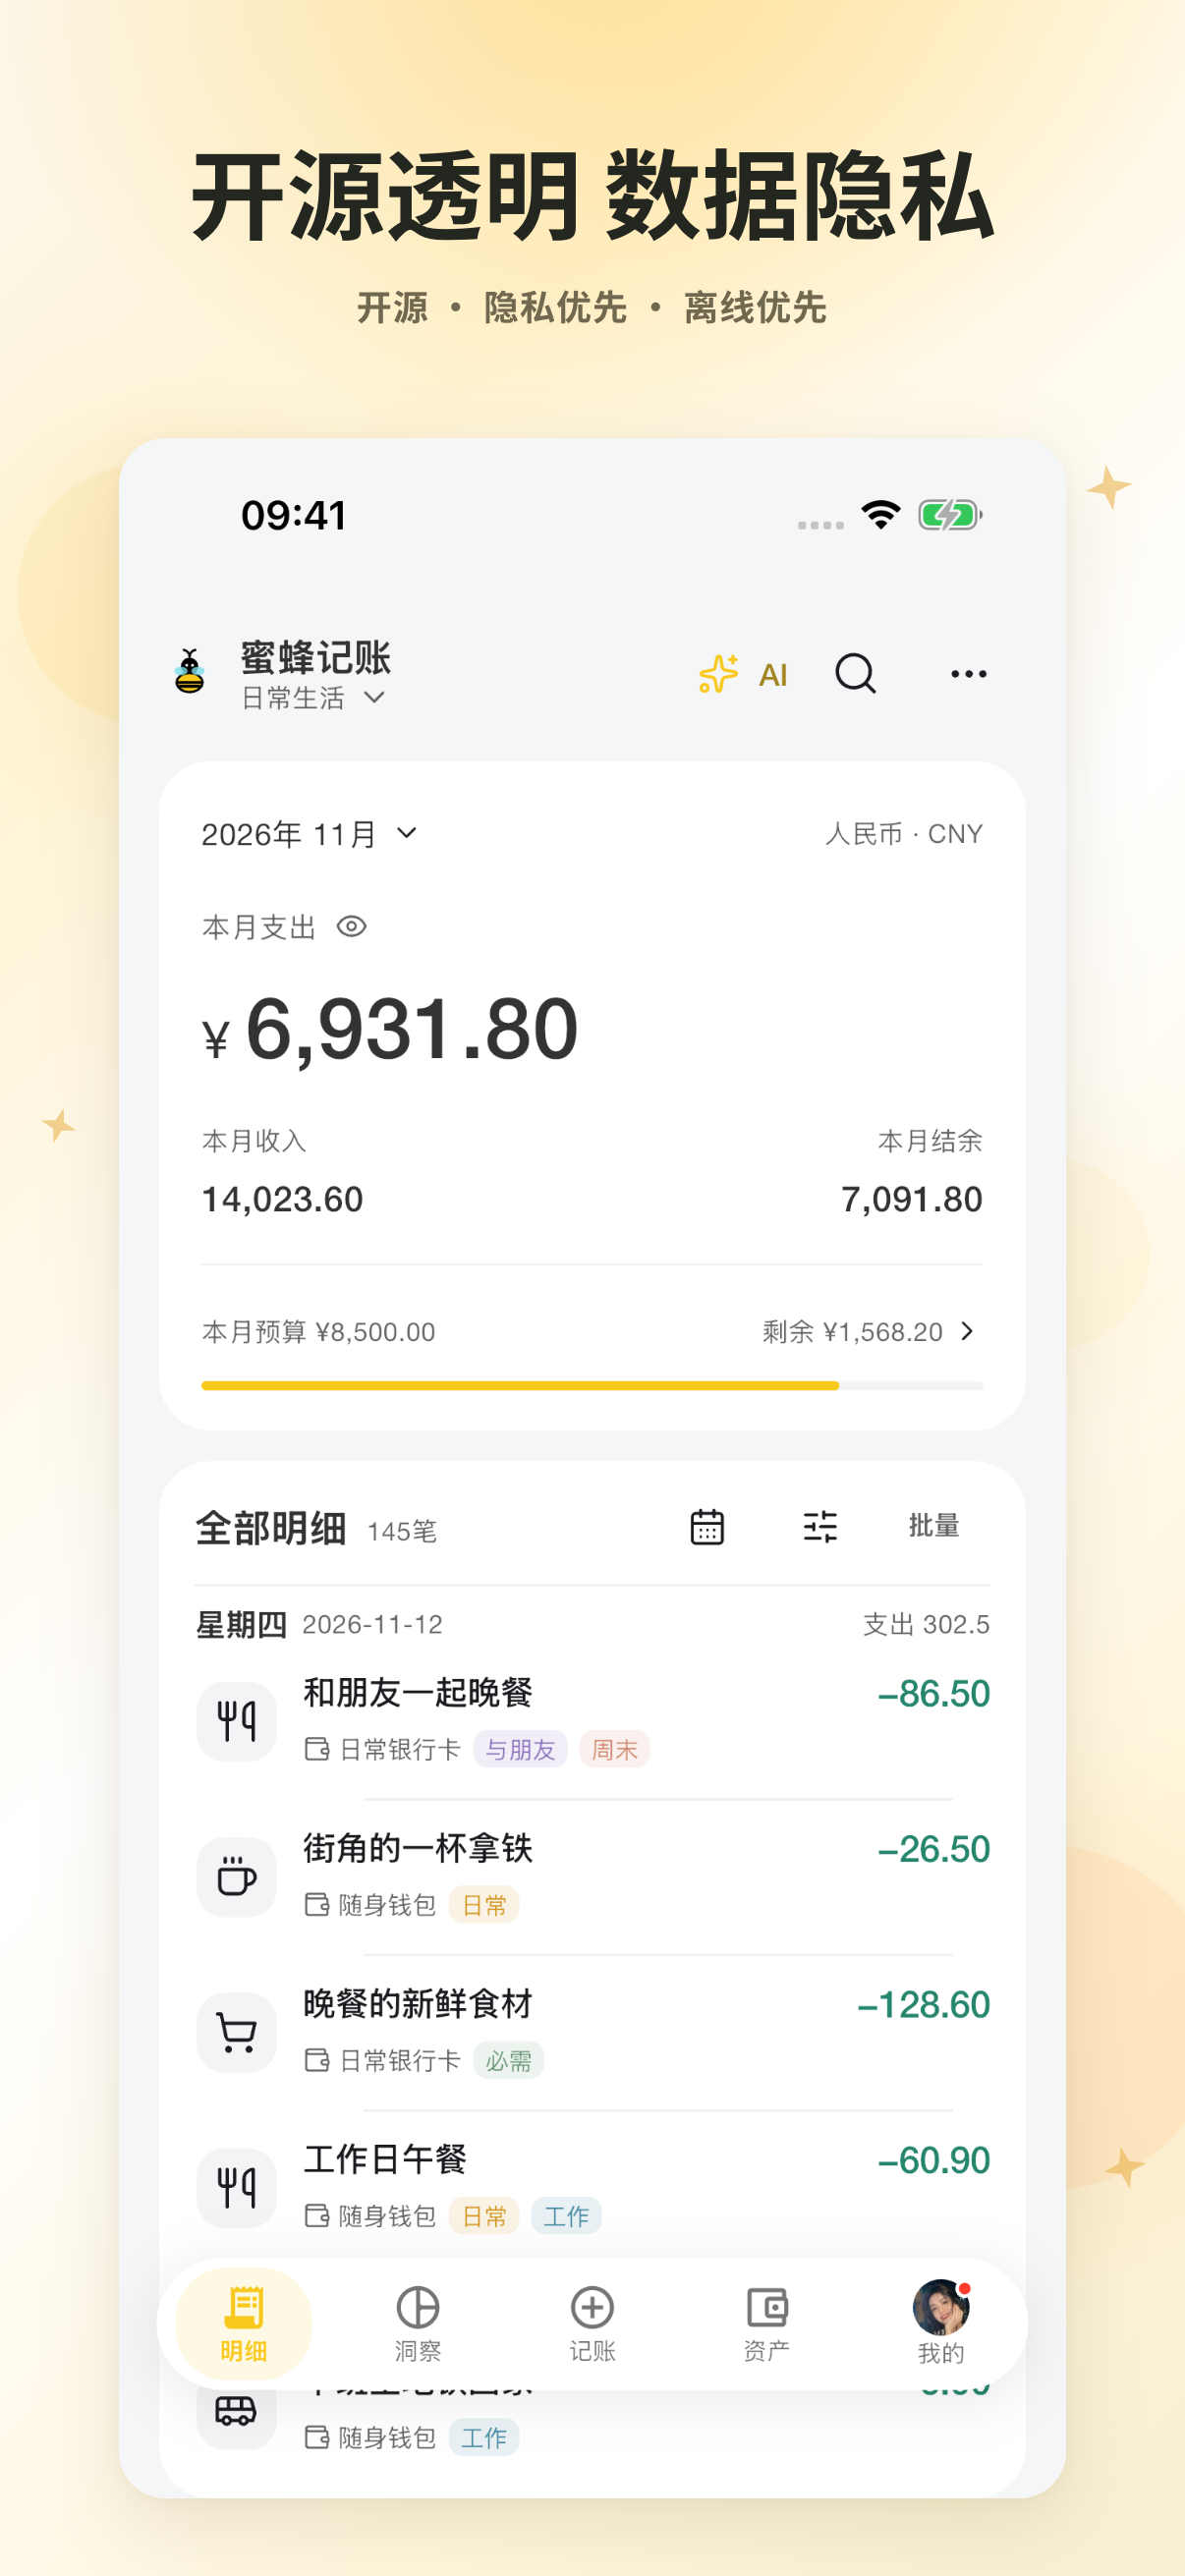 开源透明 数据隐私
开源 · 隐私优先 · 离线优先
09:41
蜜蜂记账
日常生活
AI
2026年 11月
人民币 · CNY
本月支出
¥ 6,931.80
本月收入
本月结余
14,023.60
7,091.80
本月预算 ¥8,500.00
剩余 ¥1,568.20
全部明细 145笔
批量
星期四 2026-11-12
支出 302.5
和朋友一起晚餐
−86.50
日常银行卡 与朋友 周末
街角的一杯拿铁
−26.50
随身钱包 日常
晚餐的新鲜食材
−128.60
日常银行卡 必需
工作日午餐
−60.90
随身钱包 日常 工作
明细
洞察
记账
资产
我的
随身钱包 工作